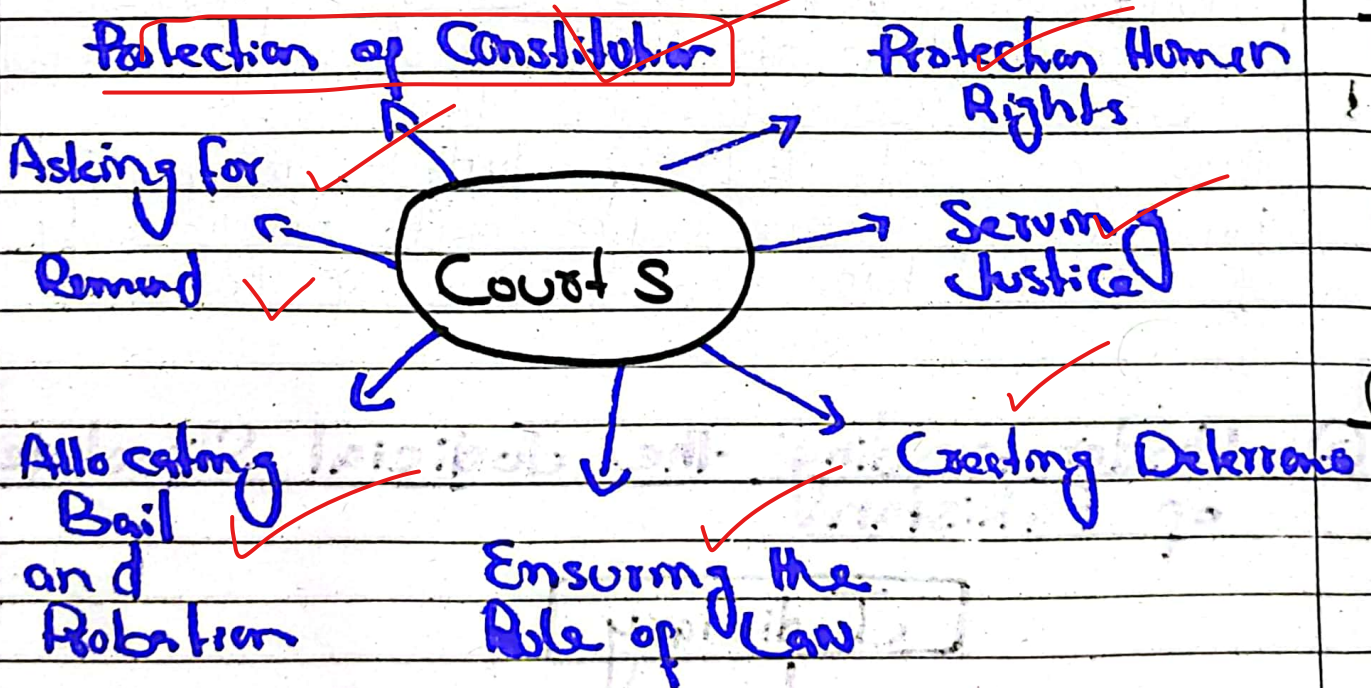 Protection of Constitution
Protection Human
Rights
Asking for
Remand
Serving
Justice
Courts
Allocating
Bail
and
Probation
Creating Deterrence
Ensuring the
Rule of Law